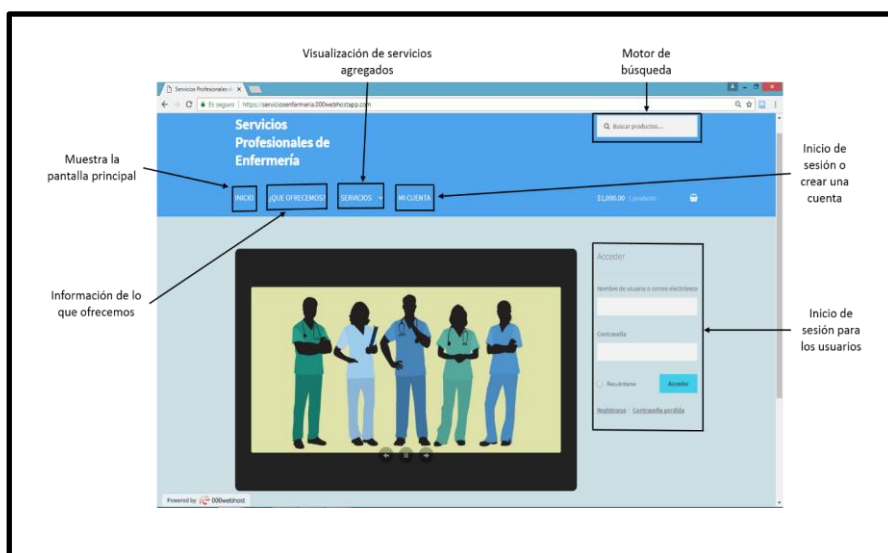 Visualización de servicios
agregados
Motor de
búsqueda
Servicios Profesionales d
Es seguro
https://serviciosenfermeria.000webhostapp.com
Servicios
Profesionales de
Enfermería
Buscar productos...
Muestra la
pantalla principal
Inicio de
sesión o
crear una
cuenta
INICIO
¿QUE OFRECEMOS?
SERVICIOS
MI CUENTA
$1,000.00 1 producto
Acceder
Nombre de usuario o correo electrónico
Información de lo
que ofrecemos
Contraseña
Inicio de
sesión para
los usuarios
Recuérdame
Acceder
Registrarse
Contraseña perdida
Powered by 000webhost